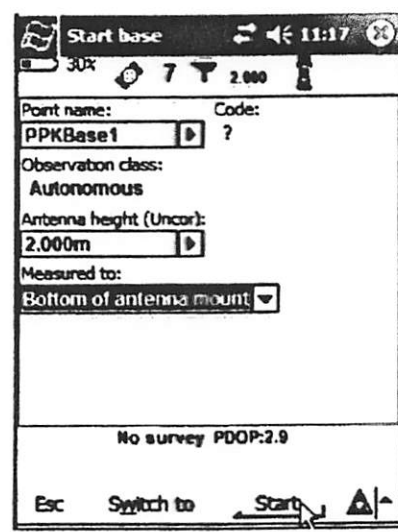 Start base 11:17
30% 7 2.000
Point name: Code:
PPKBase1 ?
Observation class:
Autonomous
Antenna height (Uncor):
2.000m
Measured to:
Bottom of antenna mount
No survey PDOP:2.9
Esc Switch to Start